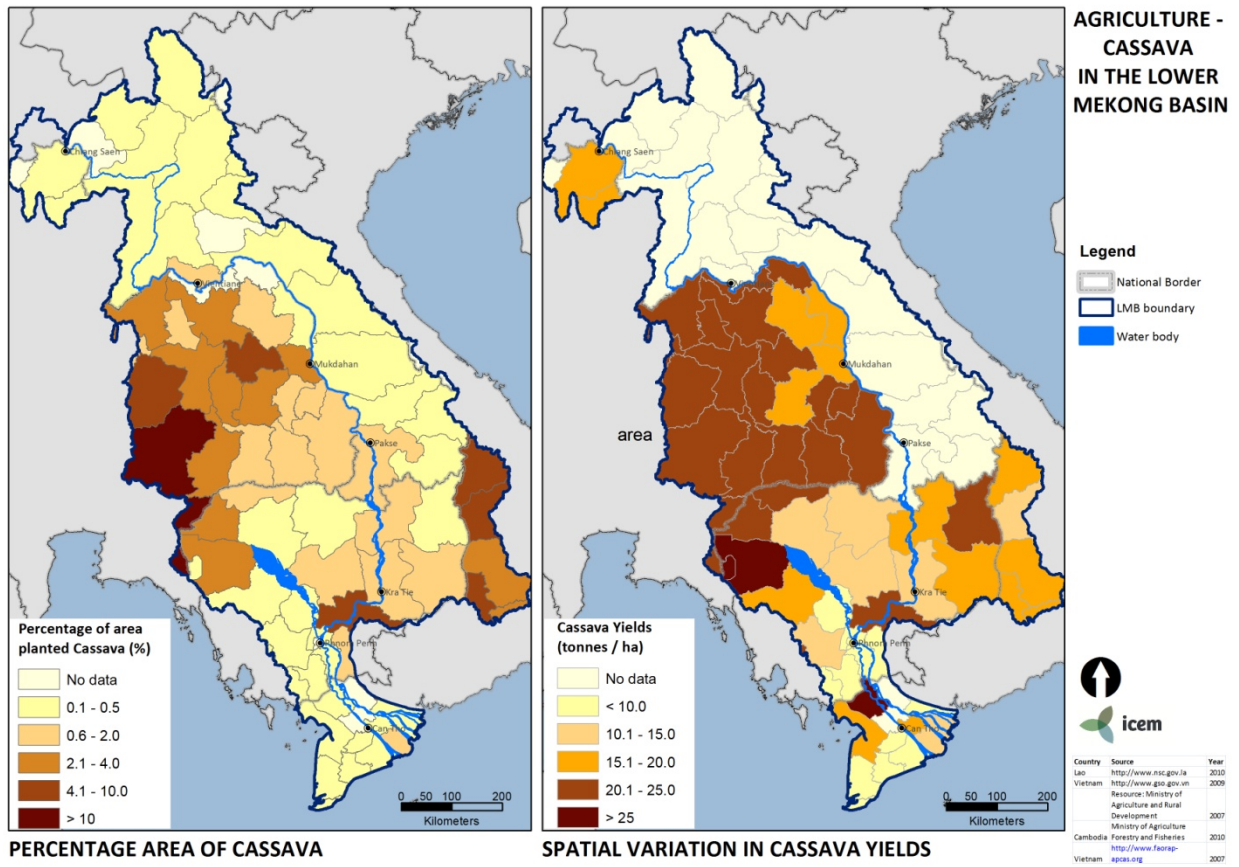 AGRICULTURE -
CASSAVA
IN THE LOWER
MEKONG BASIN
Chiang Saen
Vientiane
Mukdahan
Pakse
Kra Tie
Phnom Penh
Can Tho
Percentage of area
planted Cassava (%)
No data
0.1 - 0.5
0.6 - 2.0
2.1 - 4.0
4.1 - 10.0
> 10
0 50 100 200
Kilometers
PERCENTAGE AREA OF CASSAVA
Chiang Saen
Mukdahan
area
Pakse
Kra Tie
Phnom Penh
Can Tho
Cassava Yields
(tonnes / ha)
No data
< 10.0
10.1 - 15.0
15.1 - 20.0
20.1 - 25.0
> 25
0 50 100 200
Kilometers
SPATIAL VARIATION IN CASSAVA YIELDS
Legend
National Border
LMB boundary
Water body
icem
Country Source Year
Lao http://www.nsc.gov.la 2010
Vietnam http://www.gso.gov.vn 2009
Resource: Ministry of
Agriculture and Rural
Development 2007
Ministry of Agriculture
Cambodia Forestry and Fisheries 2010
http://www.faorap-
Vietnam apcas.org 2007